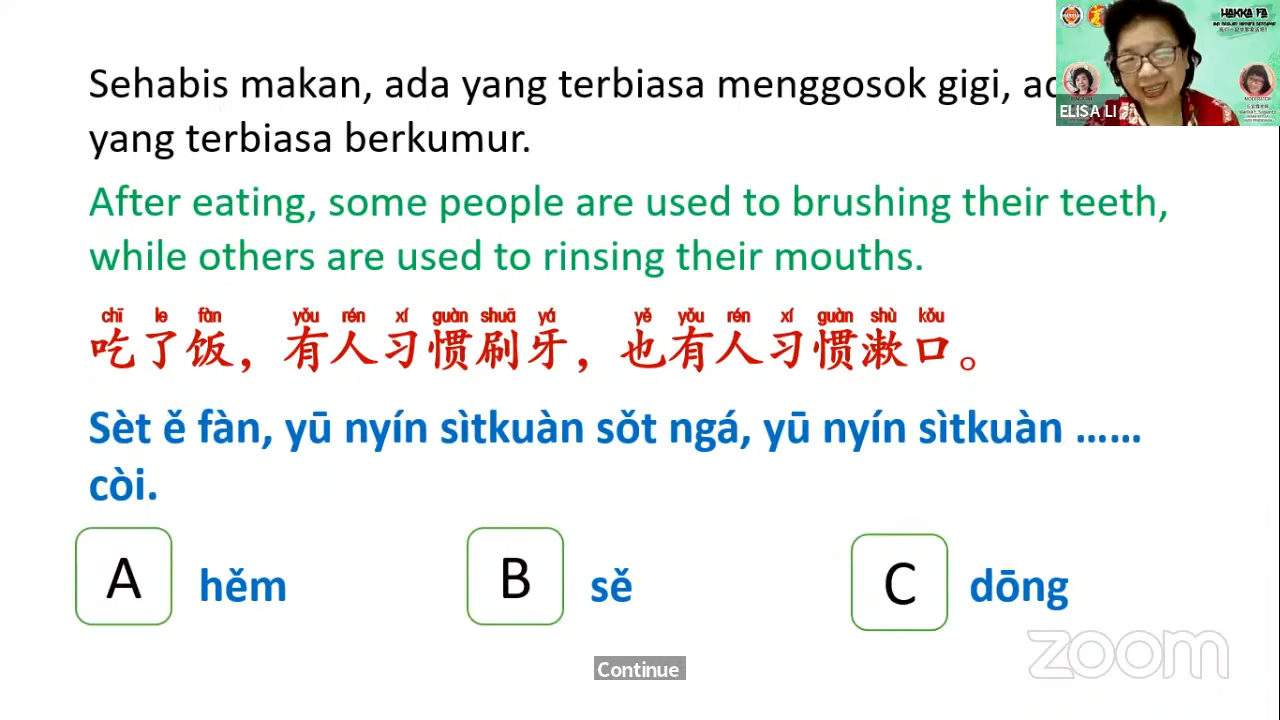 Sehabis makan, ada yang terbiasa menggosok gigi,
yang terbiasa berkumur.
After eating, some people are used to brushing their teeth,
while others are used to rinsing their mouths.
chī le fàn yǒu rén xí guàn shuā yá yě yǒu rén xí guàn shù kǒu
吃了饭，有人习惯刷牙，也有人习惯漱口。
Sèt ě fàn, yū nyín sìtkuàn sǒt ngá, yū nyín sìtkuàn ......
còi.
A hěm B sě C dōng
Continue
zoom
HAKKA FA
ELISA LI
MODERATOR